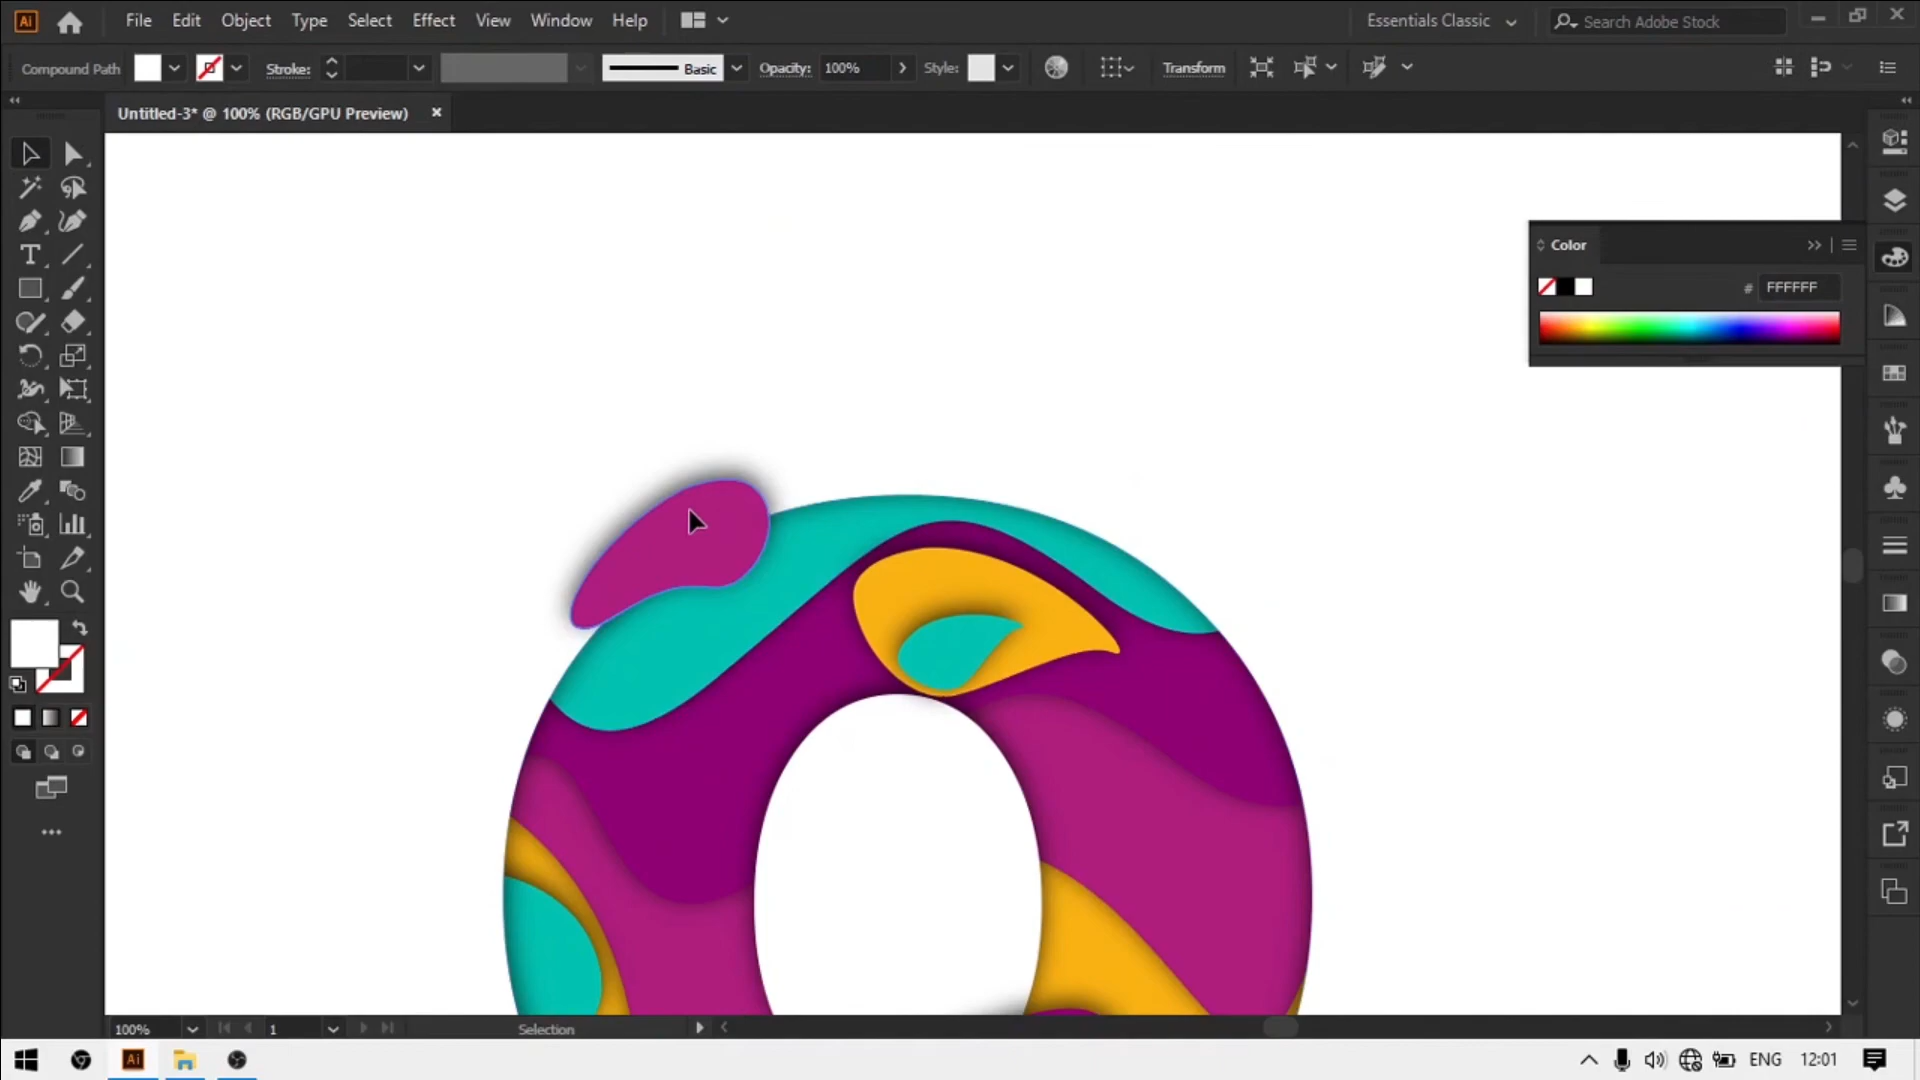 Ai File Edit Object Type Select Effect View Window Help Essentials Classic Search Adobe Stock
Compound Path Stroke: Basic Opacity: 100% Style: Transform
Untitled-3* @ 100% (RGB/GPU Preview)
Color
# FFFFFF
100% 1 Selection
Ai ENG 12:01